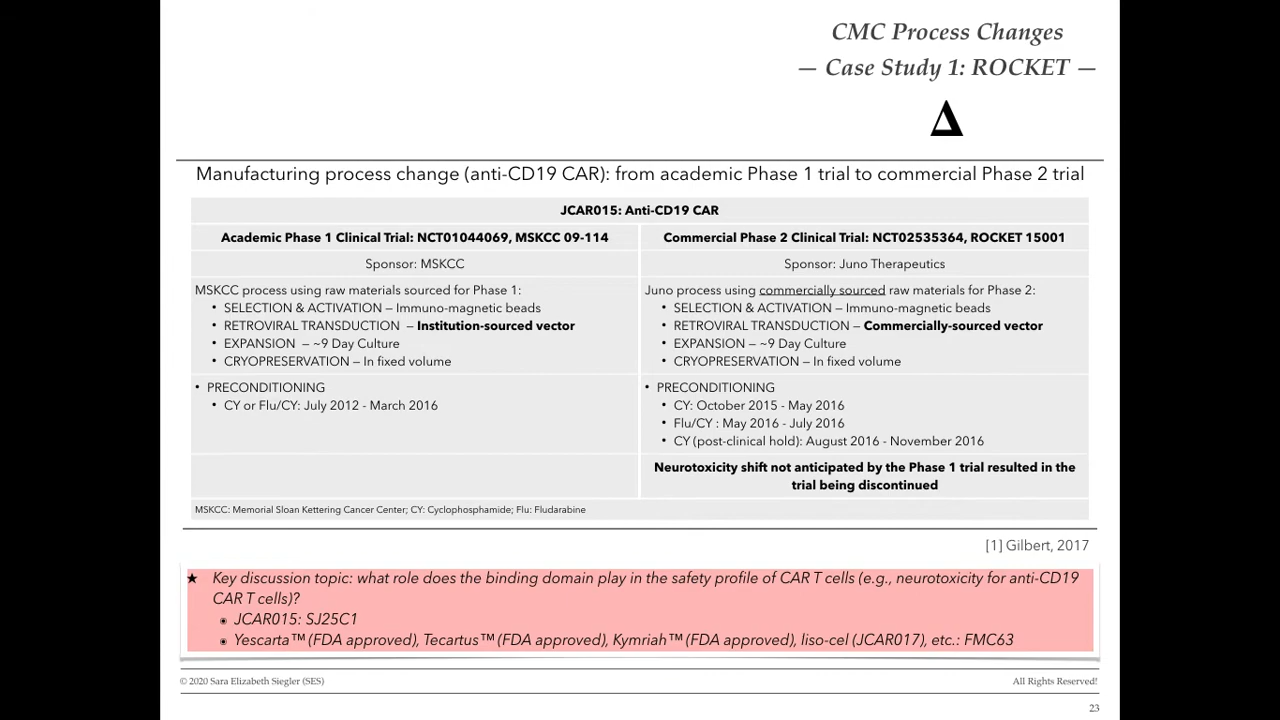 CMC Process Changes
— Case Study 1: ROCKET —
Δ
Manufacturing process change (anti-CD19 CAR): from academic Phase 1 trial to commercial Phase 2 trial
JCAR015: Anti-CD19 CAR
Academic Phase 1 Clinical Trial: NCT01044069, MSKCC 09-114
Commercial Phase 2 Clinical Trial: NCT02535364, ROCKET 15001
Sponsor: MSKCC
Sponsor: Juno Therapeutics
MSKCC process using raw materials sourced for Phase 1:
• SELECTION & ACTIVATION – Immuno-magnetic beads
• RETROVIRAL TRANSDUCTION – Institution-sourced vector
• EXPANSION – ~9 Day Culture
• CRYOPRESERVATION – In fixed volume
Juno process using commercially sourced raw materials for Phase 2:
• SELECTION & ACTIVATION – Immuno-magnetic beads
• RETROVIRAL TRANSDUCTION – Commercially-sourced vector
• EXPANSION – ~9 Day Culture
• CRYOPRESERVATION – In fixed volume
• PRECONDITIONING
• CY or Flu/CY: July 2012 - March 2016
• PRECONDITIONING
• CY: October 2015 - May 2016
• Flu/CY : May 2016 - July 2016
• CY (post-clinical hold): August 2016 - November 2016
Neurotoxicity shift not anticipated by the Phase 1 trial resulted in the
trial being discontinued
MSKCC: Memorial Sloan Kettering Cancer Center; CY: Cyclophosphamide; Flu: Fludarabine
[1] Gilbert, 2017
★ Key discussion topic: what role does the binding domain play in the safety profile of CAR T cells (e.g., neurotoxicity for anti-CD19
CAR T cells)?
◉ JCAR015: SJ25C1
◉ Yescarta™ (FDA approved), Tecartus™ (FDA approved), Kymriah™ (FDA approved), liso-cel (JCAR017), etc.: FMC63
© 2020 Sara Elizabeth Siegler (SES)
All Rights Reserved!
23